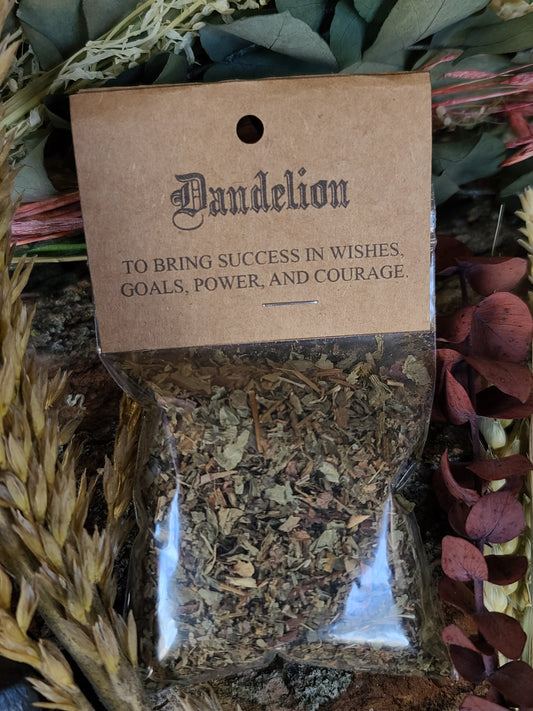 Dandelion
TO BRING SUCCESS IN WISHES,
GOALS, POWER, AND COURAGE.